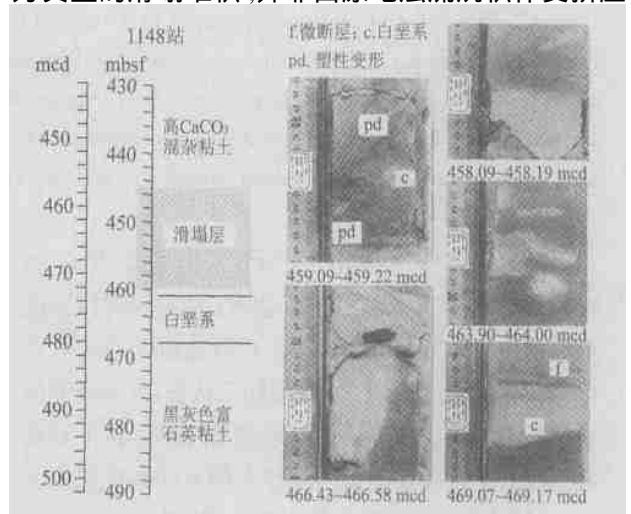 1148站
mcd
mbsf
430
440
450
460
470
480
490
450
460
470
480
490
500
高CaCO₃
混杂粘土
滑塌层
白垩系
黑灰色富
石英粘土
f.微断层; c.白垩系
pd. 塑性变形
pd
c
pd
459.09~459.22 mcd
466.43~466.58 mcd
458.09~458.19 mcd
463.90~464.00 mcd
f
c
469.07~469.17 mcd